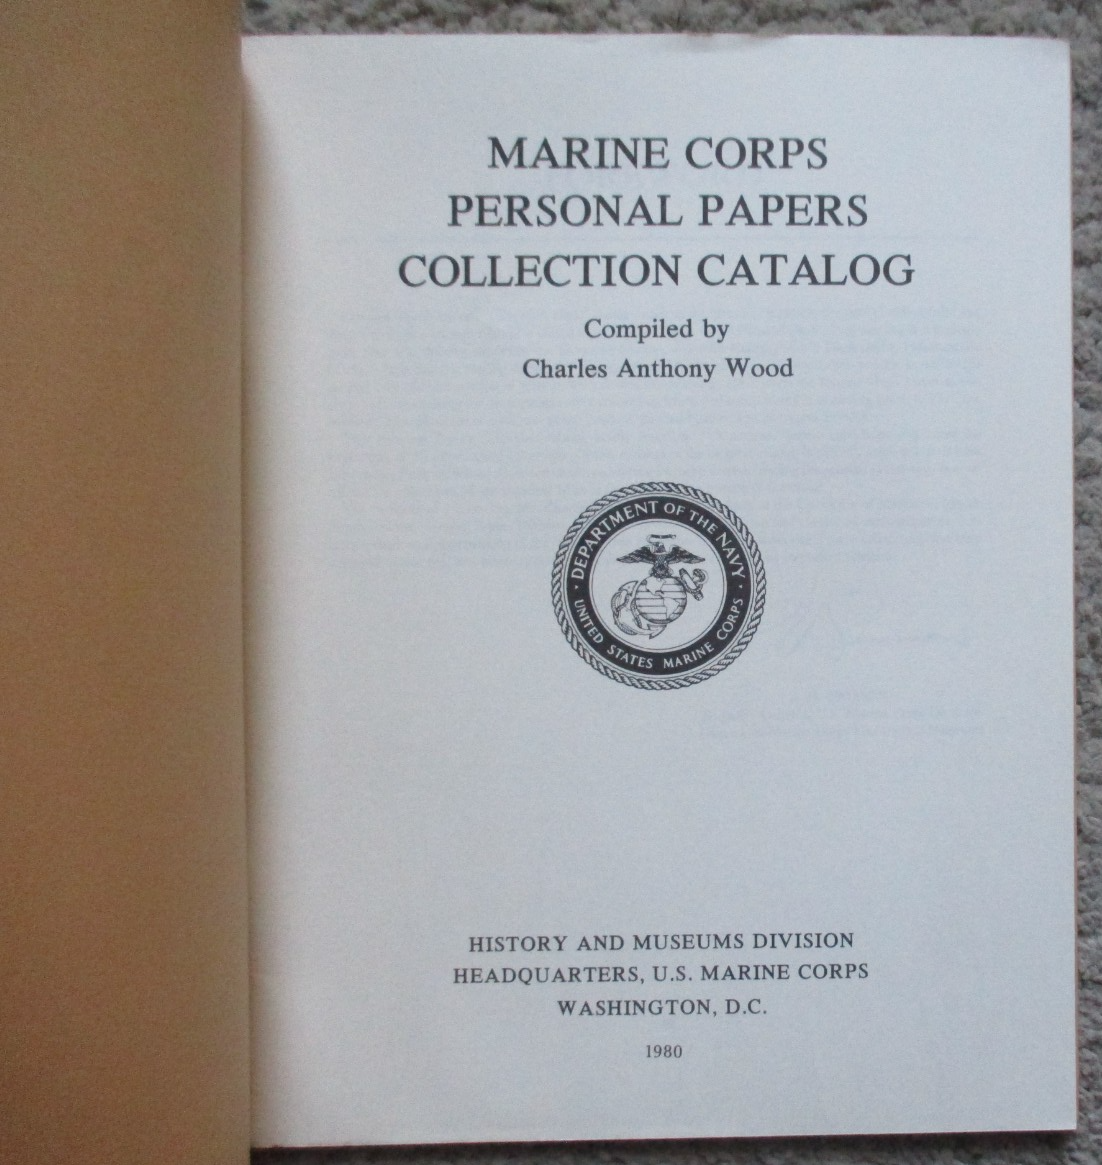 MARINE CORPS
PERSONAL PAPERS
COLLECTION CATALOG
Compiled by
Charles Anthony Wood
DEPARTMENT OF THE NAVY
UNITED STATES MARINE CORPS
HISTORY AND MUSEUMS DIVISION
HEADQUARTERS, U.S. MARINE CORPS
WASHINGTON, D.C.
1980